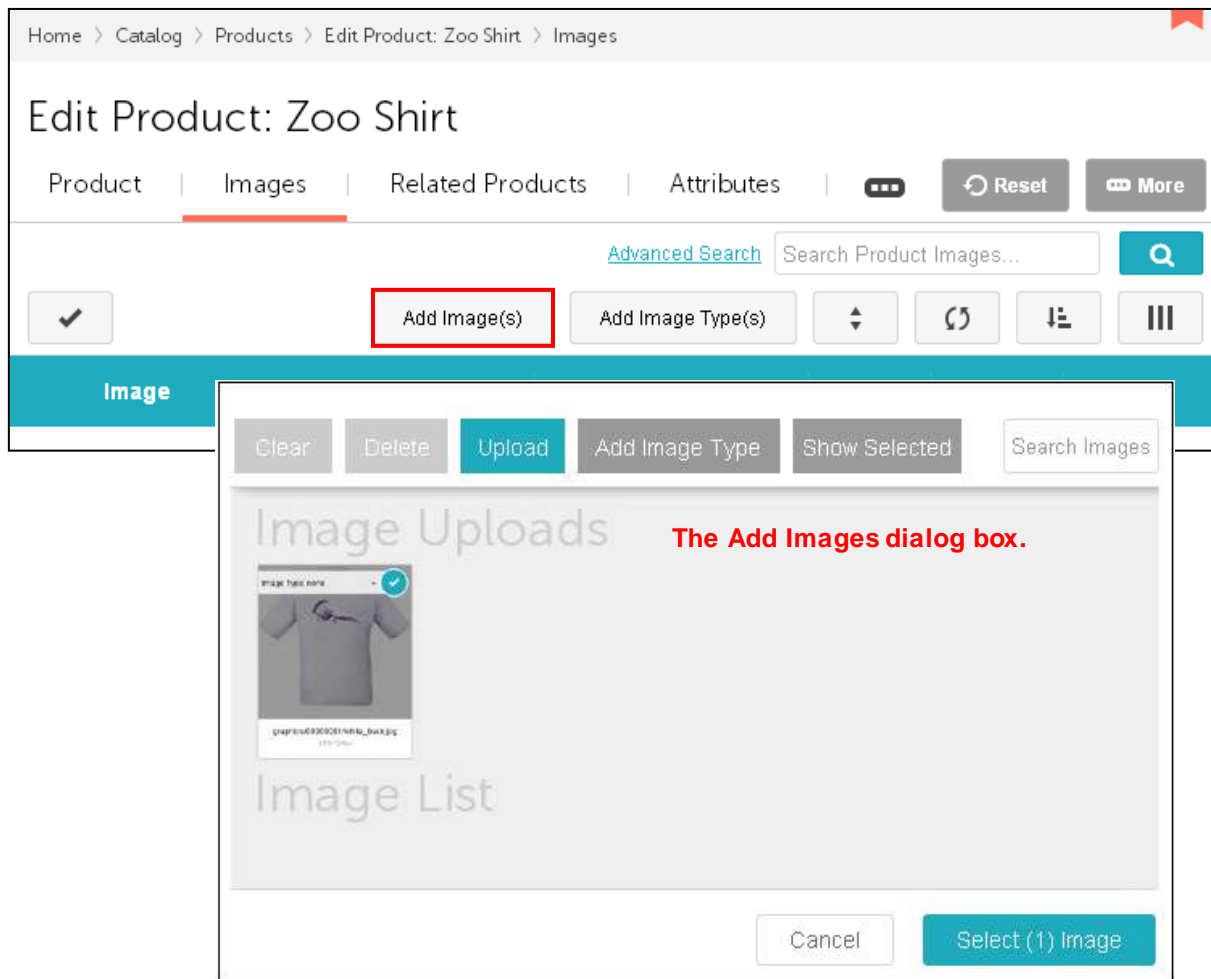 Home > Catalog > Products > Edit Product: Zoo Shirt > Images
Edit Product: Zoo Shirt
Product | Images | Related Products | Attributes | Reset More
Advanced Search Search Product Images...
Add Image(s) Add Image Type(s)
Image
Clear Delete Upload Add Image Type Show Selected Search Images
Image Uploads
The Add Images dialog box.
Image List
Cancel Select (1) Image